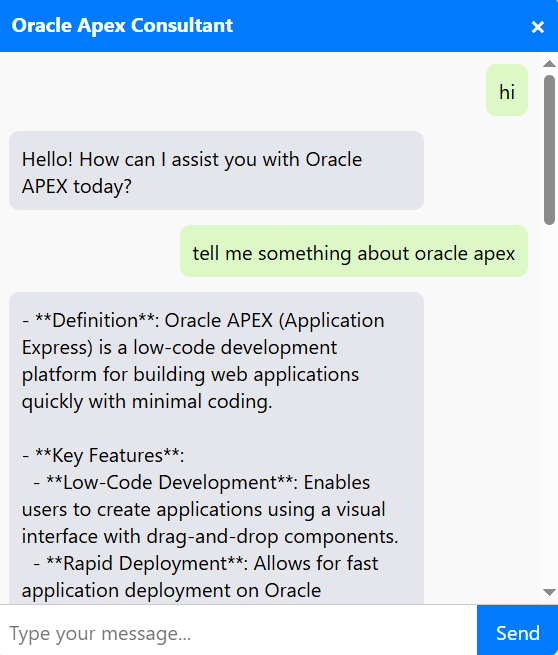 Oracle Apex Consultant ×
hi
Hello! How can I assist you with Oracle
APEX today?
tell me something about oracle apex
- **Definition**: Oracle APEX (Application
Express) is a low-code development
platform for building web applications
quickly with minimal coding.
- **Key Features**:
- **Low-Code Development**: Enables
users to create applications using a visual
interface with drag-and-drop components.
- **Rapid Deployment**: Allows for fast
application deployment on Oracle
Type your message...
Send